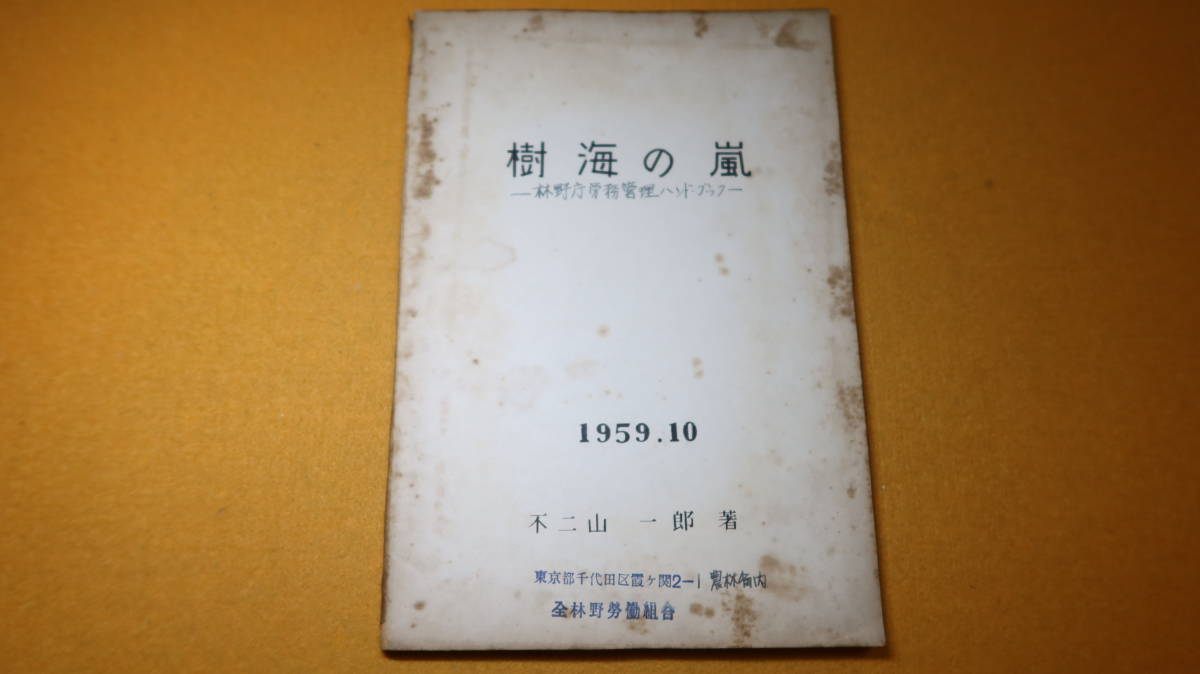 樹海の嵐
―林野庁労務管理ハンド・ブック―
1959.10
不二山 一郎 著
東京都千代田区霞ヶ関2-1 農林省内
全林野労働組合